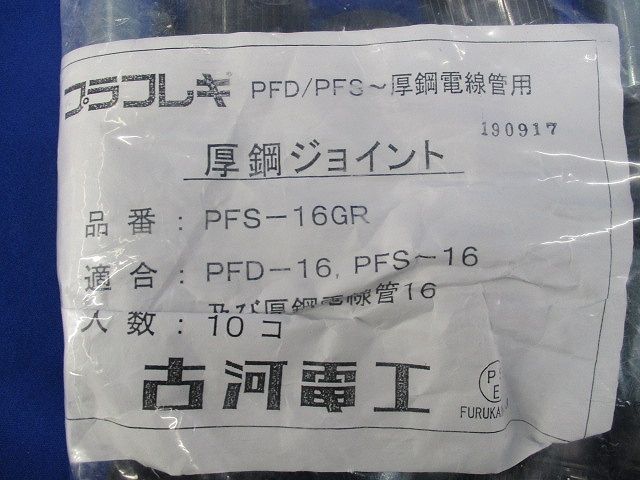 プラフレキ PFD/PFS～厚鋼電線管用
190917
厚鋼ジョイント
品番: PFS-16GR
適合: PFD-16, PFS-16
及び厚鋼電線管16
入数: 10コ
古河電工
PS
E